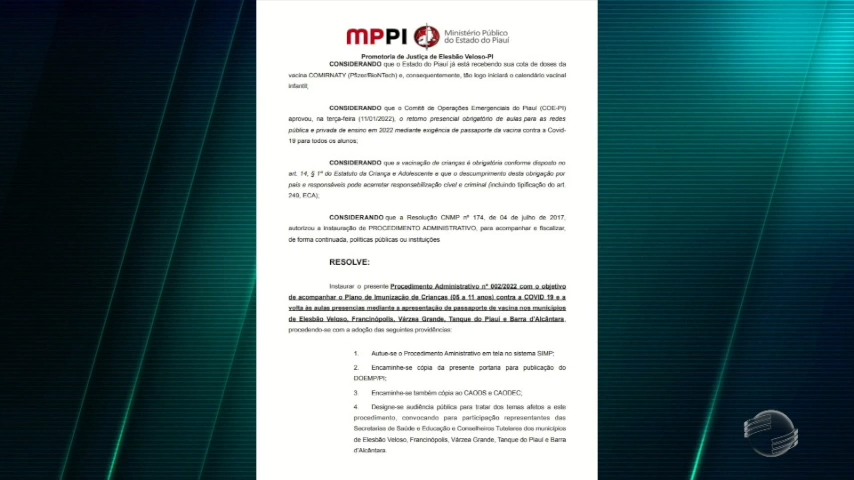 MPPI Ministério Público
do Estado do Piauí
Promotoria de Justiça de Elesbão Veloso-PI
CONSIDERANDO que o Estado do Piauí já está recebendo sua cota de doses da
vacina COMIRNATY (Pfizer/BioNTech) e, consequentemente, tão logo iniciará o calendário vacinal
infantil;
CONSIDERANDO que o Comitê de Operações Emergenciais do Piauí (COE-PI)
aprovou, na terça-feira (11/01/2022), o retorno presencial obrigatório de aulas para as redes
pública e privada de ensino em 2022 mediante exigência de passaporte da vacina contra a Covid-
19 para todos os alunos;
CONSIDERANDO que a vacinação de crianças é obrigatória conforme disposto no
art. 14, § 1º do Estatuto da Criança e Adolescente e que o descumprimento desta obrigação por
pais e responsáveis pode acarretar responsabilização cível e criminal (incluindo tipificação do art.
249, ECA);
CONSIDERANDO que a Resolução CNMP nº 174, de 04 de julho de 2017,
autorizou a instauração de PROCEDIMENTO ADMINISTRATIVO, para acompanhar e fiscalizar,
de forma continuada, políticas públicas ou instituições
RESOLVE:
Instaurar o presente Procedimento Administrativo nº 002/2022 com o objetivo
de acompanhar o Plano de Imunização de Crianças (05 a 11 anos) contra a COVID 19 e a
volta às aulas presencias mediante a apresentação da passaporte de vacina nos municípios
de Elesbão Veloso, Francinópolis, Várzea Grande, Tanque do Piauí e Barra d'Alcântara,
procedendo-se com a adoção das seguintes providências:
1. Autue-se o Procedimento Aministrativo em tela no sistema SIMP;
2. Encaminhe-se cópia da presente portaria para publicação do
DOEMP/PI;
3 Encaminhe-se também cópia ao CAODS e CAODEC;
4. Designe-se audiência pública para tratar dos temas afetos a este
procedimento, convocando para participação representantes das
Secretarias de Saúde e Educação e Conselheiros Tutelares dos municípios
de Elesbão Veloso, Francinópolis, Várzea Grande, Tanque do Piauí e Barra
d'Alcântara.